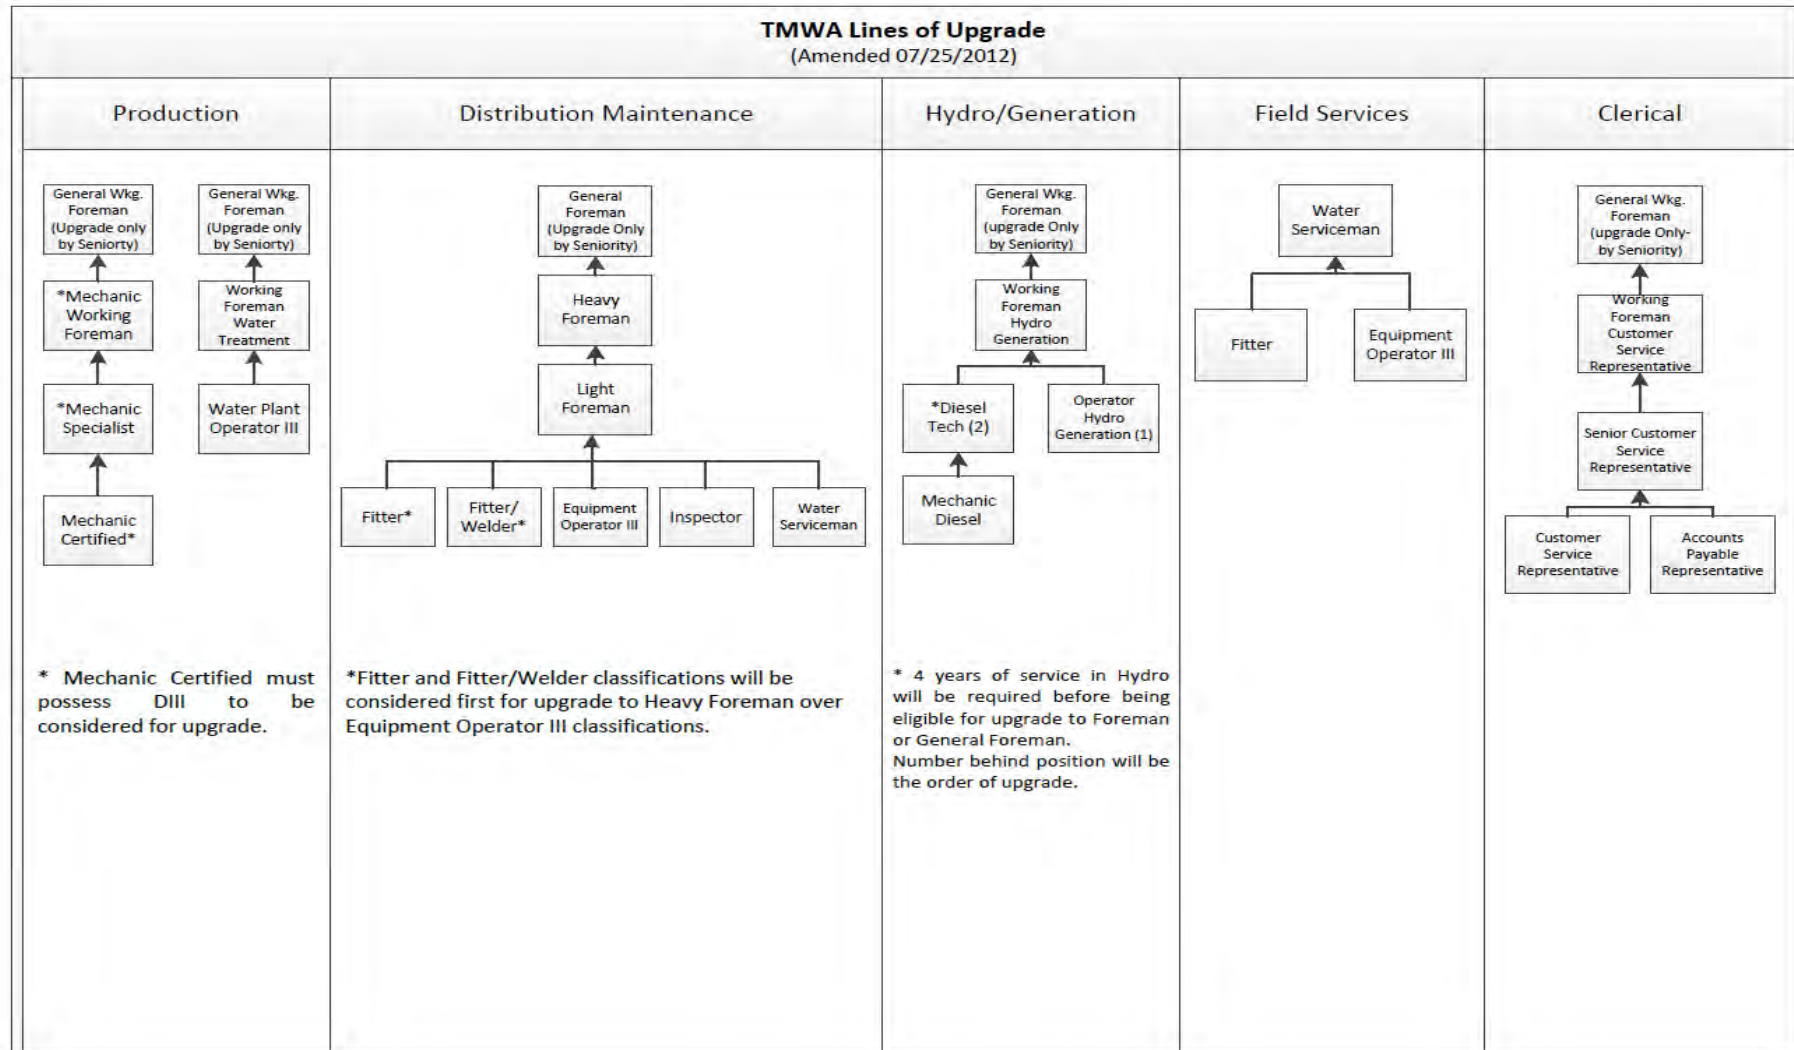 TMWA Lines of Upgrade
(Amended 07/25/2012)
Production
Distribution Maintenance
Hydro/Generation
Field Services
Clerical
General Wkg.
Foreman
(Upgrade only
by Seniorty)
*Mechanic
Working
Foreman
*Mechanic
Specialist
Mechanic
Certified*
General Wkg.
Foreman
(Upgrade only
by Seniorty)
Working
Foreman
Water
Treatment
Water Plant
Operator III
* Mechanic Certified must
possess DIII to be
considered for upgrade.
General
Foreman
(Upgrade Only
by Seniority)
Heavy
Foreman
Light
Foreman
Fitter*
Fitter/
Welder*
Equipment
Operator III
Inspector
Water
Serviceman
*Fitter and Fitter/Welder classifications will be
considered first for upgrade to Heavy Foreman over
Equipment Operator III classifications.
General Wkg.
Foreman
(Upgrade only
by Seniority)
Working
Foreman
Hydro
Generation
*Diesel
Tech (2)
Operator
Hydro
Generation (1)
Mechanic
Diesel
* 4 years of service in Hydro
will be required before being
eligible for upgrade to Foreman
or General Foreman.
Number behind position will be
the order of upgrade.
Water
Serviceman
Fitter
Equipment
Operator III
General Wkg.
Foreman
(upgrade Only-
by Seniority)
Working
Foreman
Customer
Service
Representative
Senior Customer
Service
Representative
Customer
Service
Representative
Accounts
Payable
Representative